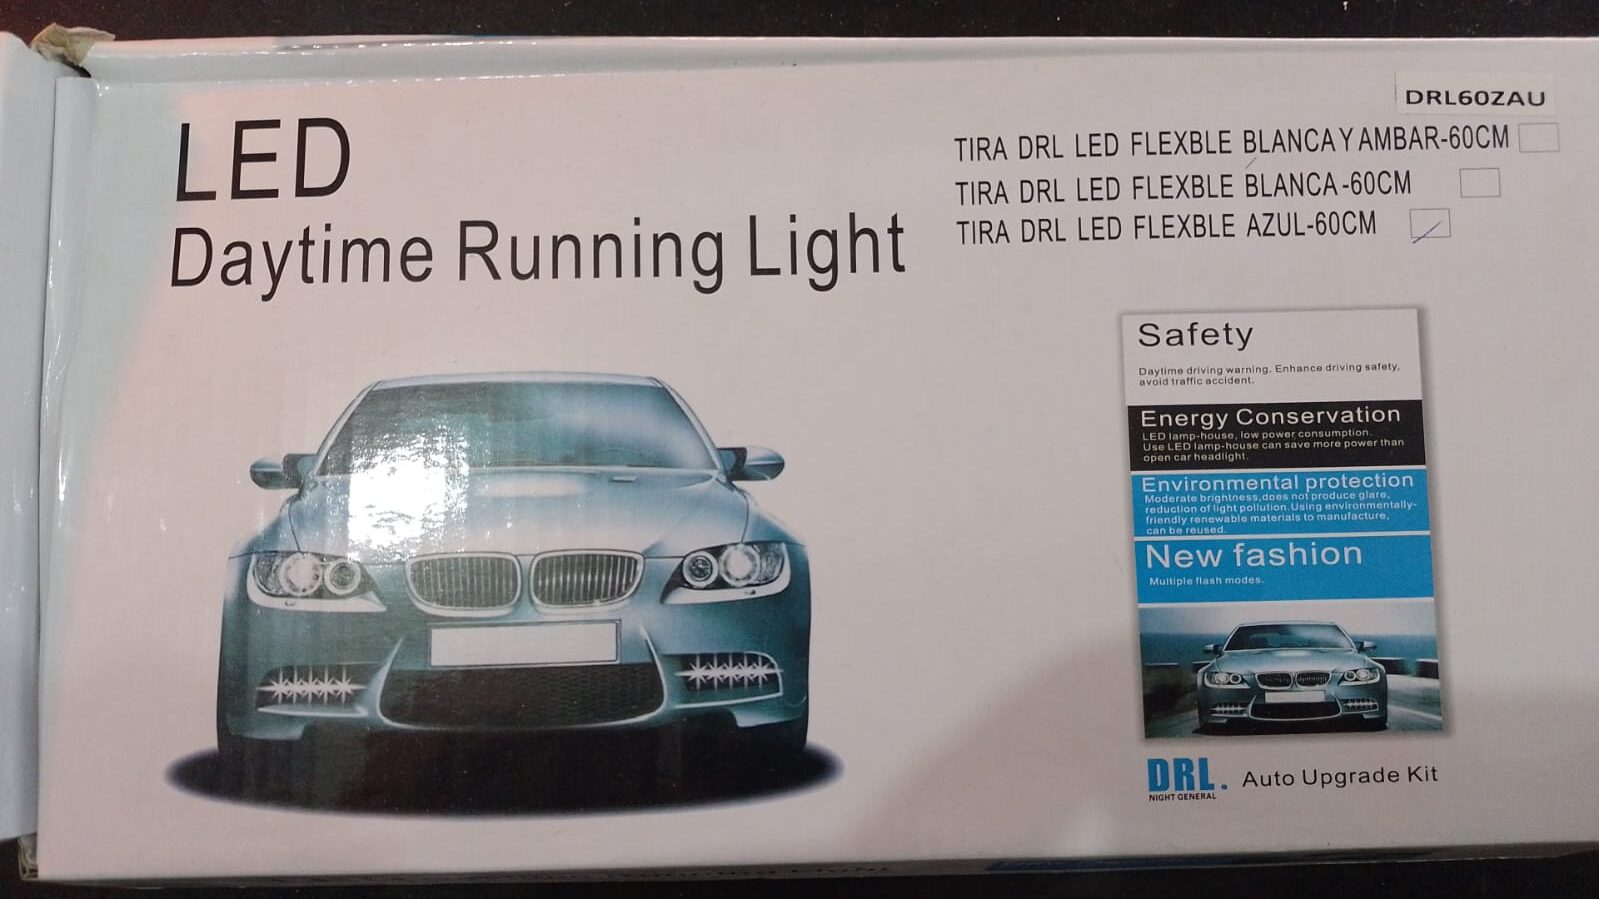 LED
Daytime Running Light
DRL60ZAU
TIRA DRL LED FLEXBLE BLANCA Y AMBAR-60CM
TIRA DRL LED FLEXBLE BLANCA-60CM
TIRA DRL LED FLEXBLE AZUL-60CM
Safety
Daytime driving warning. Enhance driving safety,
avoid traffic accident.
Energy Conservation
LED lamp-house, low power consumption.
Use LED lamp-house can save more power than
open car headlight.
Environmental protection
Moderate brightness,does not produce glare,
reduction of light pollution.Using environmentally-
friendly renewable materials to manufacture,
can be reused.
New fashion
Multiple flash modes.
DRL.
NIGHT GENERAL
Auto Upgrade Kit